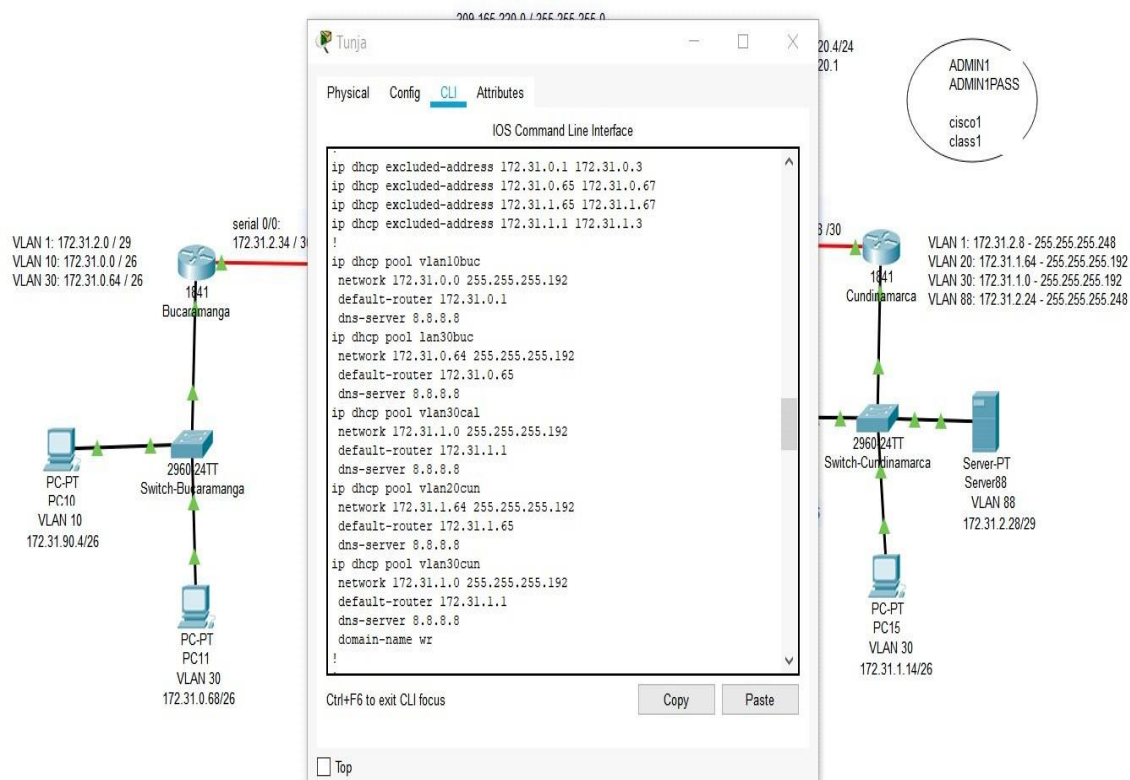 209.165.220.0 / 255.255.255.0
Tunja
Physical Config CLI Attributes
IOS Command Line Interface
!
ip dhcp excluded-address 172.31.0.1 172.31.0.3
ip dhcp excluded-address 172.31.0.65 172.31.0.67
ip dhcp excluded-address 172.31.1.65 172.31.1.67
ip dhcp excluded-address 172.31.1.1 172.31.1.3
!
ip dhcp pool vlan10buc
network 172.31.0.0 255.255.255.192
default-router 172.31.0.1
dns-server 8.8.8.8
ip dhcp pool lan30buc
network 172.31.0.64 255.255.255.192
default-router 172.31.0.65
dns-server 8.8.8.8
ip dhcp pool vlan30cal
network 172.31.1.0 255.255.255.192
default-router 172.31.1.1
dns-server 8.8.8.8
ip dhcp pool vlan20cun
network 172.31.1.64 255.255.255.192
default-router 172.31.1.65
dns-server 8.8.8.8
ip dhcp pool vlan30cun
network 172.31.1.0 255.255.255.192
default-router 172.31.1.1
dns-server 8.8.8.8
domain-name wr
!
Ctrl+F6 to exit CLI focus
Copy
Paste
Top
serial 0/0:
172.31.2.34 / 30
VLAN 1: 172.31.2.0 / 29
VLAN 10: 172.31.0.0 / 26
VLAN 30: 172.31.0.64 / 26
1841
Bucaramanga
2960-24TT
Switch-Bucaramanga
PC-PT
PC10
VLAN 10
172.31.90.4/26
PC-PT
PC11
VLAN 30
172.31.0.68/26
20.4/24
20.1
ADMIN1
ADMIN1PASS
cisco1
class1
3 /30
1841
Cundinamarca
VLAN 1: 172.31.2.8 - 255.255.255.248
VLAN 20: 172.31.1.64 - 255.255.255.192
VLAN 30: 172.31.1.0 - 255.255.255.192
VLAN 88: 172.31.2.24 - 255.255.255.248
2960-24TT
Switch-Cundinamarca
Server-PT
Server88
VLAN 88
172.31.2.28/29
PC-PT
PC15
VLAN 30
172.31.1.14/26